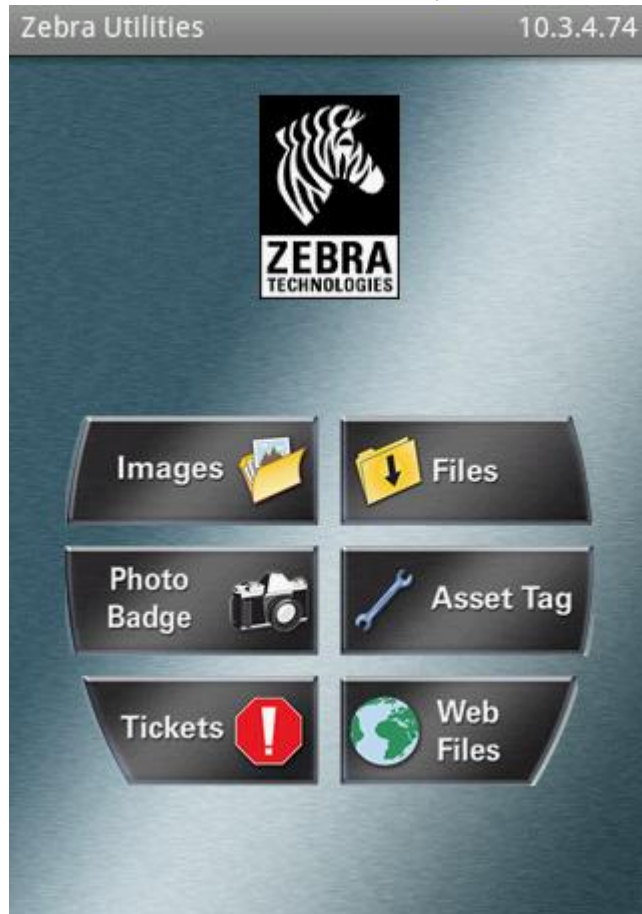 Zebra Utilities 10.3.4.74
ZEBRA
TECHNOLOGIES
Images
Files
Photo
Badge
Asset Tag
Tickets
!
Web
Files